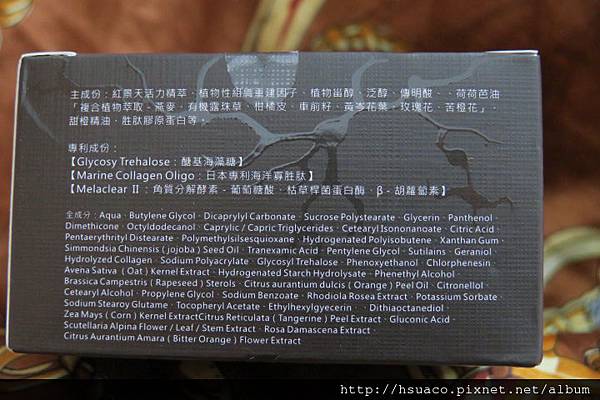 主成份：紅景天活力精萃、植物性組織重建因子、植物甾醇、泛醇、傳明酸、、荷荷芭油
「複合植物萃取-燕麥、有機露珠草、柑橘皮、車前籽、黃岑花葉、玫瑰花、苦橙花」、
甜橙精油、胜肽膠原蛋白等。
專利成份：
【Glycosy Trehalose：醣基海藻糖】
【Marine Collagen Oligo：日本專利海洋寡胜肽】
【Melaclear II：角質分解酵素、葡萄糖酸、枯草桿菌蛋白酶、β-胡蘿蔔素】
全成分：Aqua、Butylene Glycol、Dicaprylyl Carbonate、Sucrose Polystearate、Glycerin、Panthenol、
Dimethicone、Octyldodecanol、Caprylic / Capric Triglycerides、Cetearyl Isononanoate、Citric Acid、
Pentaerythrityl Distearate、Polymethylsilsesquioxane、Hydrogenated Polyisobutene、Xanthan Gum、
Simmondsia Chinensis ( jojoba ) Seed Oil、Tranexamic Acid、Pentylene Glycol、Sutilains、Geraniol、
Hydrolyzed Collagen、Sodium Polyacrylate、Glycosyl Trehalose、Phenoxyethanol、Chlorphenesin、
Avena Sativa （Oat ) Kernel Extract、Hydrogenated Starch Hydrolysate、Phenethyl Alcohol、
Brassica Campestris ( Rapeseed ) Sterols、Citrus aurantium dulcis ( Orange ) Peel Oil、Citronellol、
Cetearyl Alcohol、Propylene Glycol、Sodium Benzoate、Rhodiola Rosea Extract、Potassium Sorbate、
Sodium Stearoy Glutame、Tocopheryl Acetate、Ethylhexylgycerin、、Dithiaoctanediol、
Zea Mays ( Corn ) Kernel ExtractCitrus Reticulata ( Tangerine ) Peel Extract、Gluconic Acid、
Scutellaria Alpina Flower / Leaf / Stem Extract、Rosa Damascena Extract、
Citrus Aurantium Amara ( Bitter Orange ) Flower Extract
http://hsuaco.pixnet.net/album